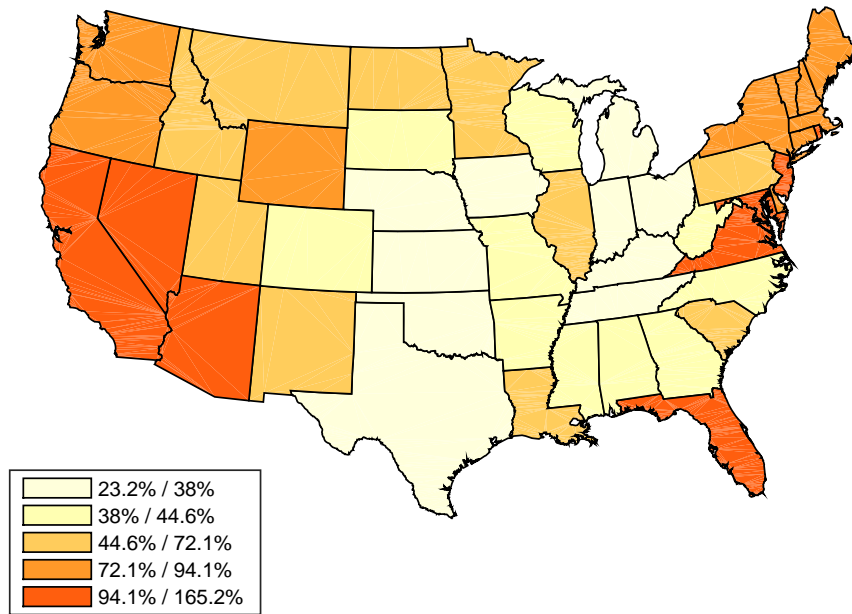 23.2% / 38%
38% / 44.6%
44.6% / 72.1%
72.1% / 94.1%
94.1% / 165.2%